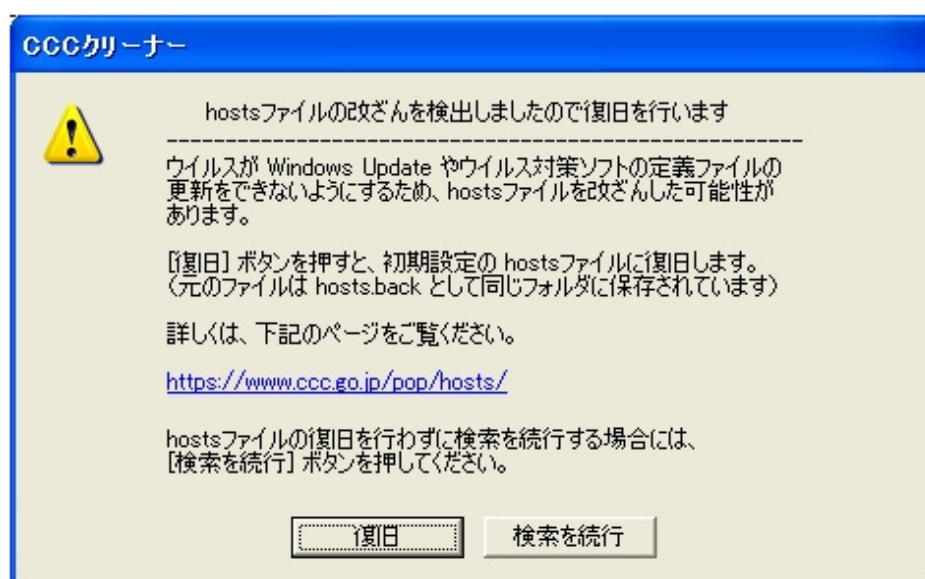 CCCクリーナー
hostsファイルの改ざんを検出しましたので復旧を行います
------------------------------------------------------
ウイルスが Windows Update やウイルス対策ソフトの定義ファイルの
更新をできないようにするため、hostsファイルを改ざんした可能性が
あります。
[復旧] ボタンを押すと、初期設定の hostsファイルに復旧します。
(元のファイルは hosts.back として同じフォルダに保存されています)
詳しくは、下記のページをご覧ください。
https://www.ccc.go.jp/pop/hosts/
hostsファイルの復旧を行わずに検索を続行する場合には、
[検索を続行] ボタンを押してください。
復旧 検索を続行